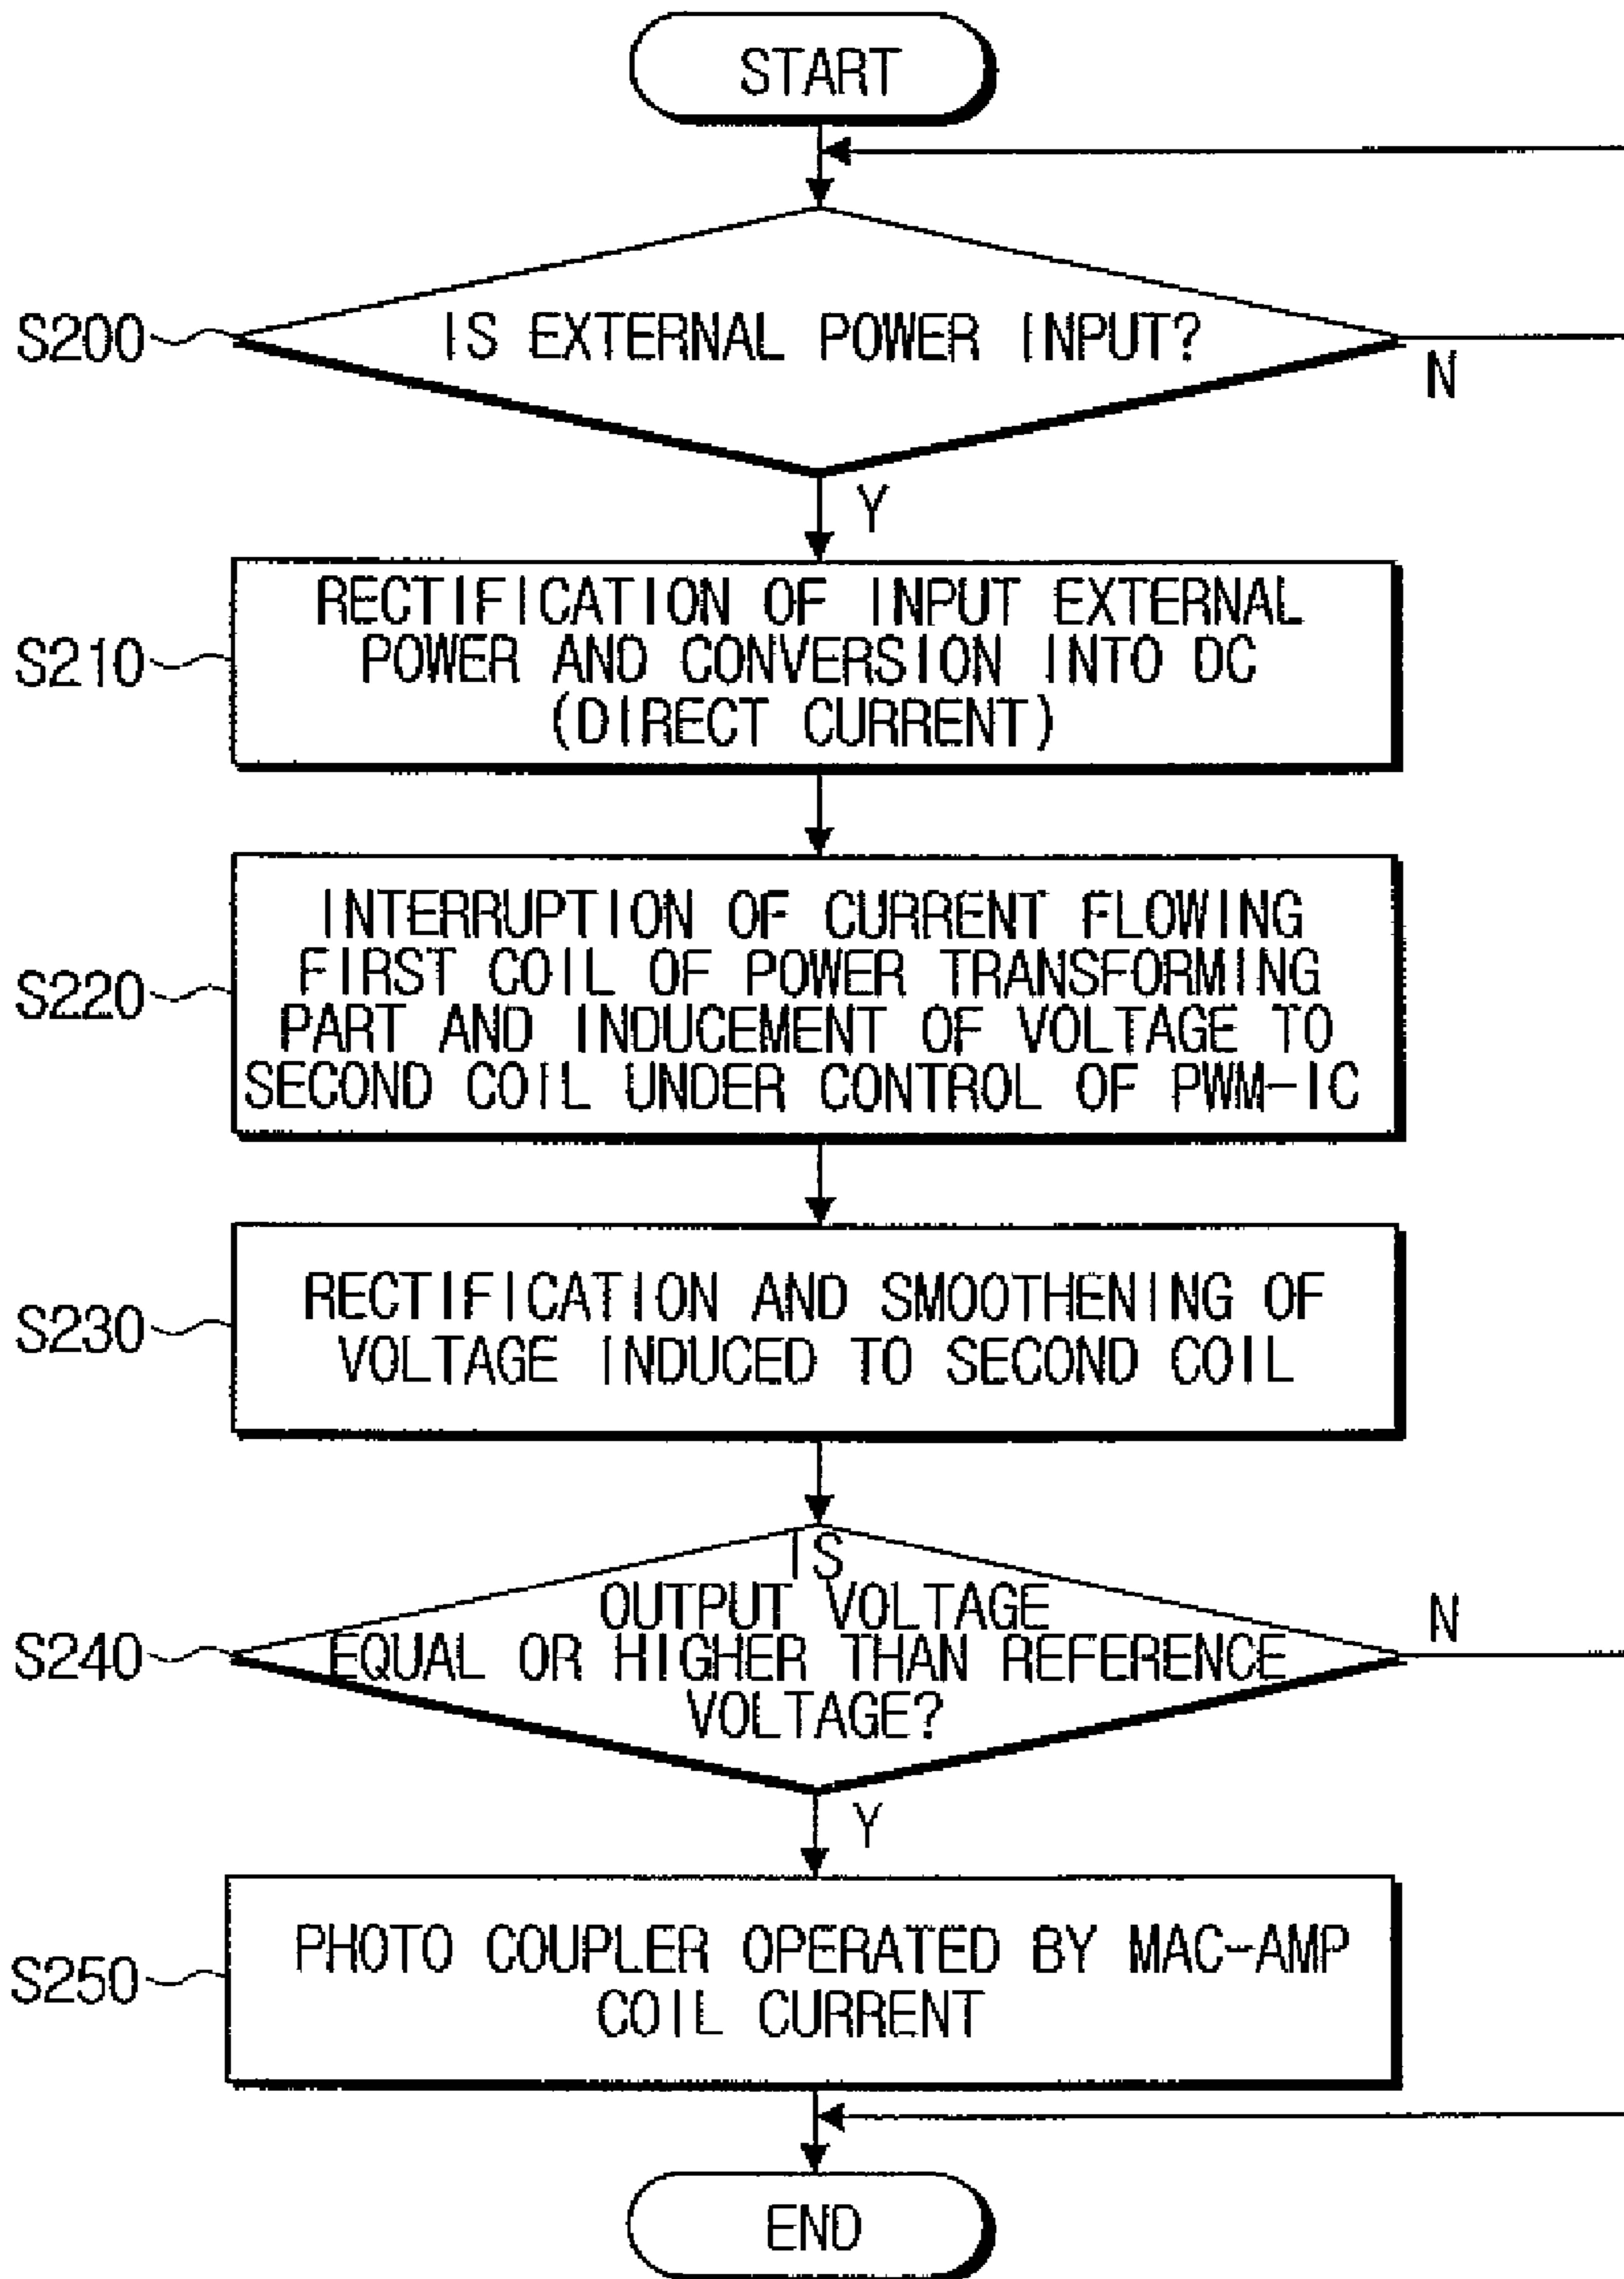 START
S200
IS EXTERNAL POWER INPUT?
N
Y
S210
RECTIFICATION OF INPUT EXTERNAL
POWER AND CONVERSION INTO DC
(DIRECT CURRENT)
S220
INTERRUPTION OF CURRENT FLOWING
FIRST COIL OF POWER TRANSFORMING
PART AND INDUCEMENT OF VOLTAGE TO
SECOND COIL UNDER CONTROL OF PWM-IC
S230
RECTIFICATION AND SMOOTHENING OF
VOLTAGE INDUCED TO SECOND COIL
S240
IS
OUTPUT VOLTAGE
EQUAL OR HIGHER THAN REFERENCE
VOLTAGE?
N
Y
S250
PHOTO COUPLER OPERATED BY MAC-AMP
COIL CURRENT
END